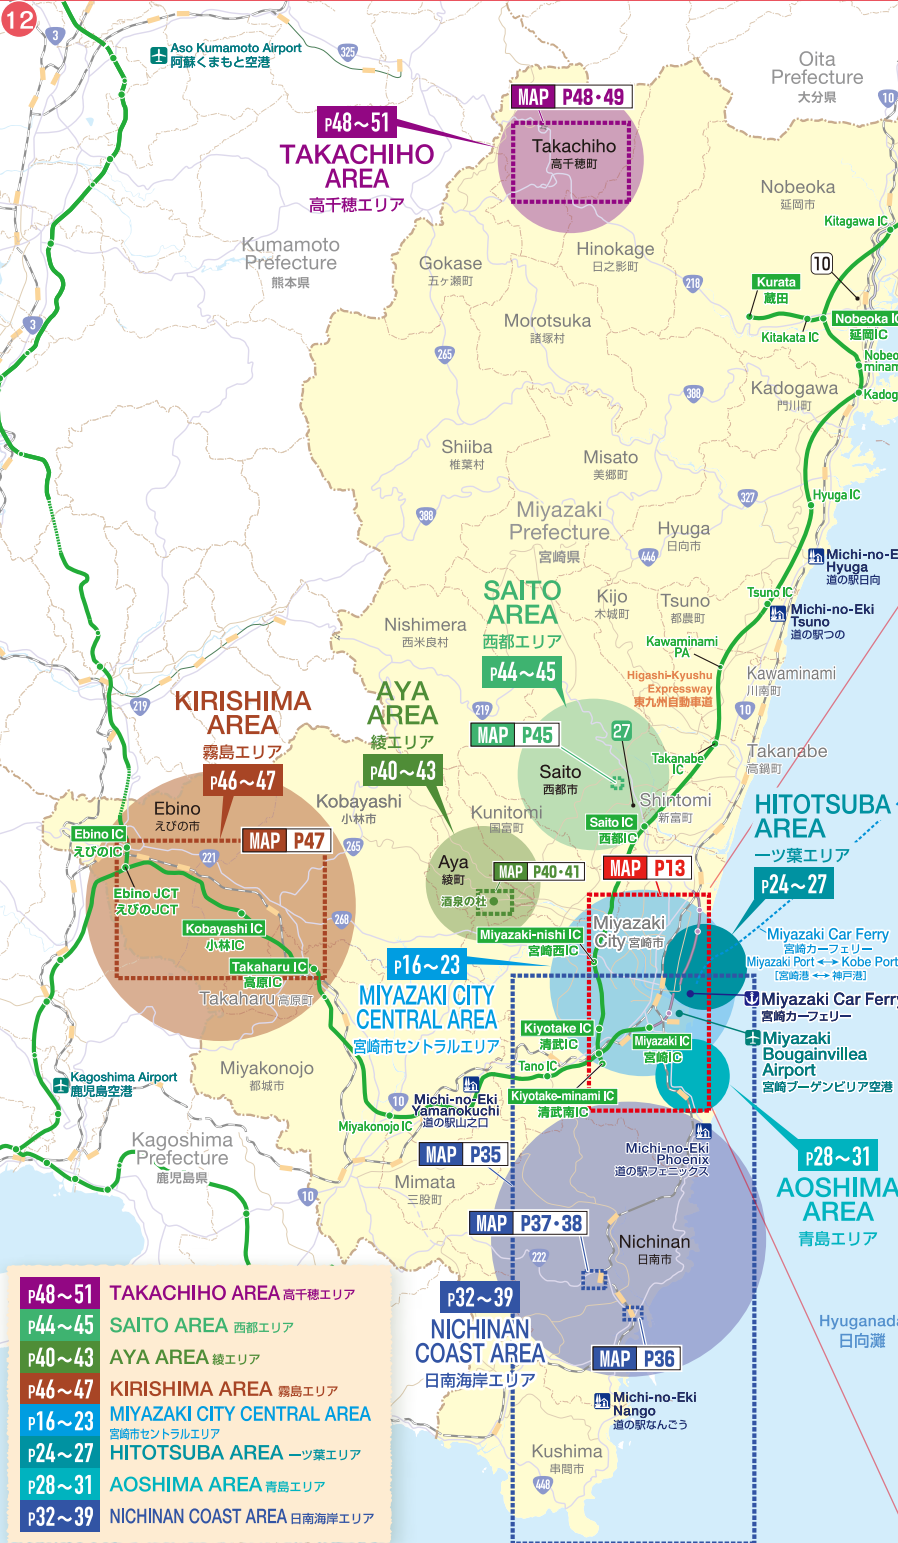 12
3
Aso Kumamoto Airport
阿蘇くまもと空港
325
Oita
Prefecture
大分県
10
MAP P48・49
P48～51
TAKACHIHO
AREA
高千穂エリア
Takachiho
高千穂町
Nobeoka
延岡市
Kitagawa IC
Kumamoto
Prefecture
熊本県
Gokase
五ヶ瀬町
Hinokage
日之影町
218
10
Kurata
蔵田
Kitakata IC
Nobeoka IC
延岡IC
3
Morotsuka
諸塚村
265
Nobeo
minam
Kadogawa
門川町
Kadog
388
Shiiba
椎葉村
Misato
美郷町
327
Hyuga IC
388
Miyazaki
Prefecture
宮崎県
Hyuga
日向市
446
Michi-no-E
Hyuga
道の駅日向
SAITO
AREA
西都エリア
P44～45
Kijo
木城町
Tsuno
都農町
Tsuno IC
Michi-no-Eki
Tsuno
道の駅つの
Nishimera
西米良村
Kawaminami
PA
Higashi-Kyushu
Expressway
東九州自動車道
Kawaminami
川南町
10
219
KIRISHIMA
AREA
霧島エリア
P46～47
AYA
AREA
綾エリア
P40～43
219
MAP P45
27
Saito
西都市
Takanabe
IC
Takanabe
高鍋町
Ebino
えびの市
Kobayashi
小林市
Kunitomi
国富町
Shintomi
新富町
HITOTSUBA
AREA
一ツ葉エリア
P24～27
Ebino IC
えびのIC
221
MAP P47
265
Saito IC
西都IC
Aya
綾町
MAP P40・41
酒泉の杜
MAP P13
Ebino JCT
えびのJCT
Kobayashi IC
小林IC
268
Miyazaki
City 宮崎市
Miyazaki-nishi IC
宮崎西IC
Miyazaki Car Ferry
宮崎カーフェリー
Miyazaki Port ↔ Kobe Port
[宮崎港 ↔ 神戸港]
Takaharu IC
高原IC
Takaharu 高原町
P16～23
MIYAZAKI CITY
CENTRAL AREA
宮崎市セントラルエリア
Miyazaki Car Ferry
宮崎カーフェリー
Kiyotake IC
清武IC
Miyazaki IC
宮崎IC
Miyazaki
Bougainvillea
Airport
宮崎ブーゲンビリア空港
Miyakonojo
都城市
Tano IC
Kagoshima Airport
鹿児島空港
10
Michi-no-Eki
Yamanokuchi
道の駅山之口
Kiyotake-minami IC
清武南IC
Miyakonojo IC
Kagoshima
Prefecture
鹿児島県
MAP P35
Michi-no-Eki
Phoenix
道の駅フェニックス
P28～31
AOSHIMA
AREA
青島エリア
10
Mimata
三股町
MAP P37・38
222
Nichinan
日南市
P32～39
NICHINAN
COAST AREA
日南海岸エリア
MAP P36
Hyuganada
日向灘
Michi-no-Eki
Nango
道の駅なんごう
Kushima
串間市
448
P48～51 TAKACHIHO AREA 高千穂エリア
P44～45 SAITO AREA 西都エリア
P40～43 AYA AREA 綾エリア
P46～47 KIRISHIMA AREA 霧島エリア
P16～23 MIYAZAKI CITY CENTRAL AREA
宮崎市セントラルエリア
P24～27 HITOTSUBA AREA 一ツ葉エリア
P28～31 AOSHIMA AREA 青島エリア
P32～39 NICHINAN COAST AREA 日南海岸エリア